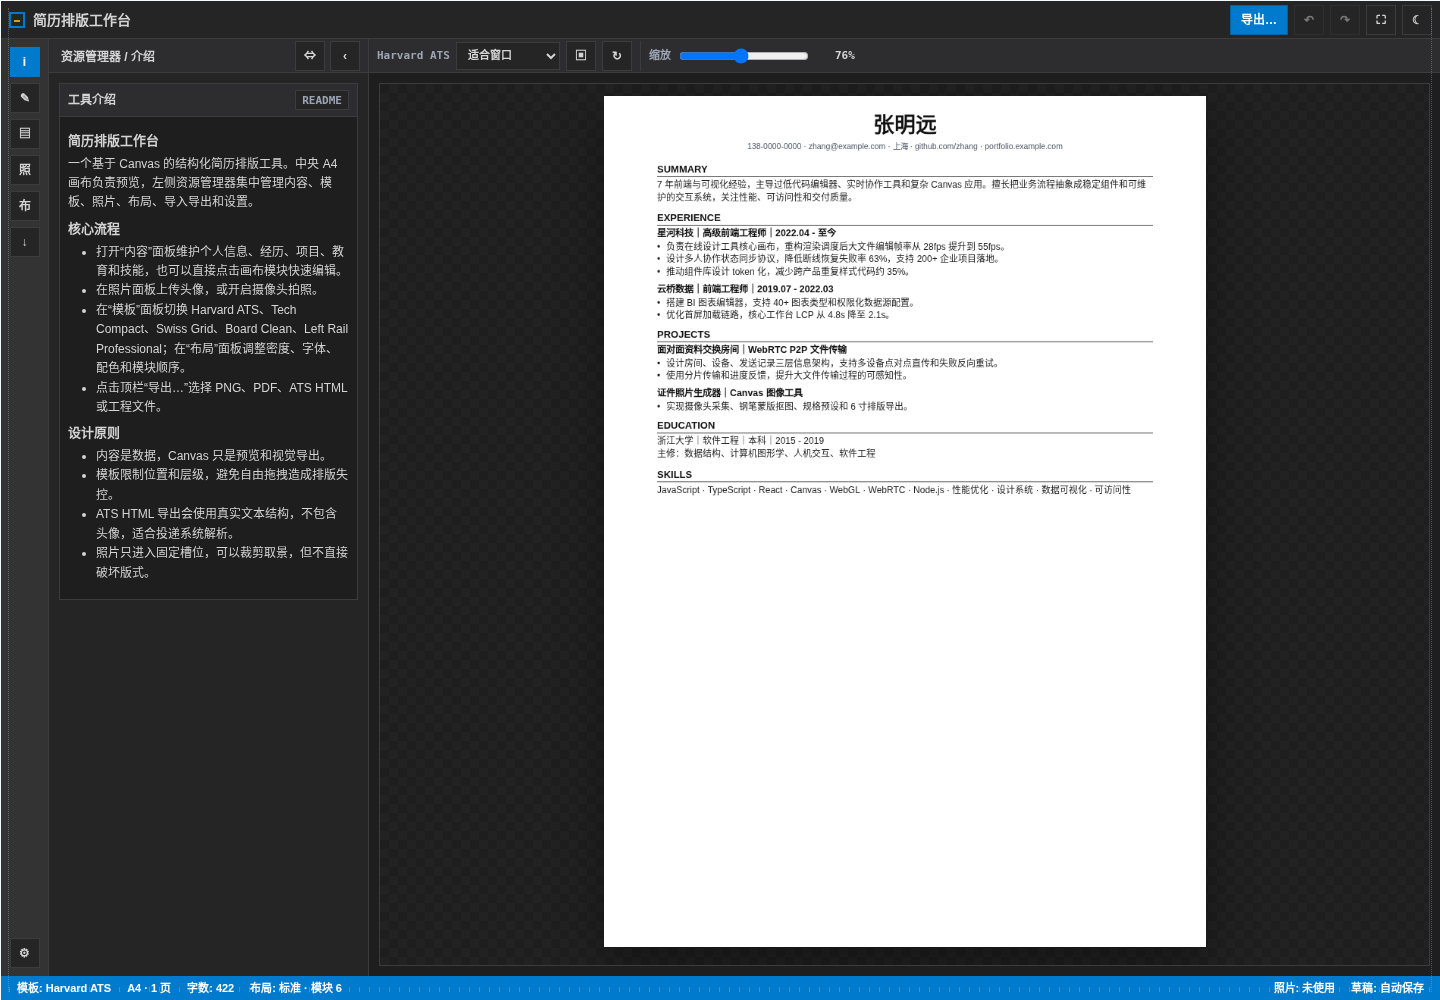 简历排版工作台
导出...
资源管理器 / 介绍
Harvard ATS
适合窗口
缩放
76%
i
照
布
工具介绍
README
简历排版工作台
一个基于 Canvas 的结构化简历排版工具。中央 A4
画布负责预览，左侧资源管理器集中管理内容、模
板、照片、布局、导入导出和设置。
核心流程
• 打开“内容”面板维护个人信息、经历、项目、教
育和技能，也可以直接点击画布模块快速编辑。
• 在照片面板上传头像，或开启摄像头拍照。
• 在“模板”面板切换 Harvard ATS、Tech
Compact、Swiss Grid、Board Clean、Left Rail
Professional；在“布局”面板调整密度、字体、
配色和模块顺序。
• 点击顶栏“导出…”选择 PNG、PDF、ATS HTML
或工程文件。
设计原则
• 内容是数据，Canvas 只是预览和视觉导出。
• 模板限制位置和层级，避免自由拖拽造成排版失
控。
• ATS HTML 导出会使用真实文本结构，不包含
头像，适合投递系统解析。
• 照片只进入固定槽位，可以裁剪取景，但不直接
破坏版式。
张明远
138-0000-0000 · zhang@example.com · 上海 · github.com/zhang · portfolio.example.com
SUMMARY
7 年前端与可视化经验，主导过低代码编辑器、实时协作工具和复杂 Canvas 应用。擅长把业务流程抽象成稳定组件和可维
护的交互系统，关注性能、可访问性和交付质量。
EXPERIENCE
星河科技｜高级前端工程师｜2022.04 - 至今
• 负责在线设计工具核心画布，重构渲染调度后大文件编辑帧率从 28fps 提升到 55fps。
• 设计多人协作状态同步协议，降低断线恢复失败率 63%，支持 200+ 企业项目落地。
• 推动组件库设计 token 化，减少跨产品重复样式代码约 35%。
云桥数据｜前端工程师｜2019.07 - 2022.03
• 搭建 BI 图表编辑器，支持 40+ 图表类型和权限化数据源配置。
• 优化首屏加载链路，核心工作台 LCP 从 4.8s 降至 2.1s。
PROJECTS
面对面资料交换房间｜WebRTC P2P 文件传输
• 设计房间、设备、发送记录三层信息架构，支持多设备点对点直传和失败反向重试。
• 使用分片传输和进度反馈，提升大文件传输过程的可感知性。
证件照片生成器｜Canvas 图像工具
• 实现摄像头采集、钢笔蒙版抠图、规格预设和 6 寸排版导出。
EDUCATION
浙江大学｜软件工程｜本科｜2015 - 2019
主修：数据结构、计算机图形学、人机交互、软件工程
SKILLS
JavaScript · TypeScript · React · Canvas · WebGL · WebRTC · Node.js · 性能优化 · 设计系统 · 数据可视化 · 可访问性
模板: Harvard ATS
A4 · 1 页
字数: 422
布局: 标准 · 模块 6
照片: 未使用
草稿: 自动保存